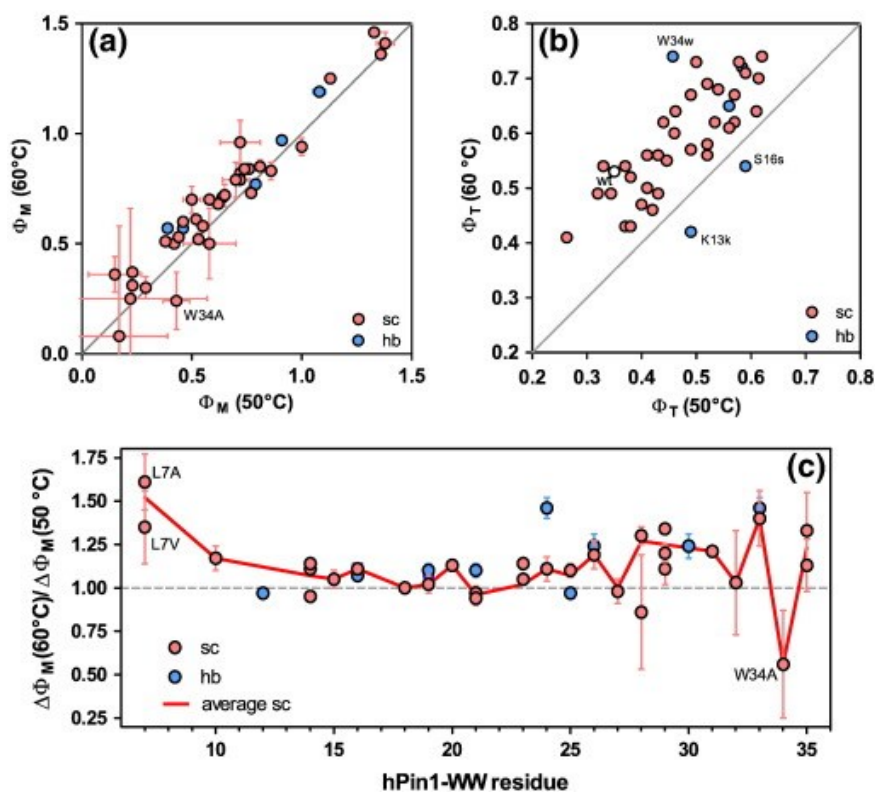 (a)
ΦM (60°C)
1.5
1.0
0.5
0.0
W34A
sc
hb
0.0 0.5 1.0 1.5
ΦM (50°C)
(b)
ΦT (60 °C)
0.8
0.7
0.6
0.5
0.4
0.3
0.2
W34w
wt
S16s
K13k
sc
hb
0.2 0.3 0.4 0.5 0.6 0.7 0.8
ΦT (50°C)
(c)
ΔΦM(60°C)/ΔΦM(50 °C)
1.75
1.50
1.25
1.00
0.75
0.50
0.25
L7A
L7V
W34A
sc
hb
average sc
10 15 20 25 30 35
hPin1-WW residue